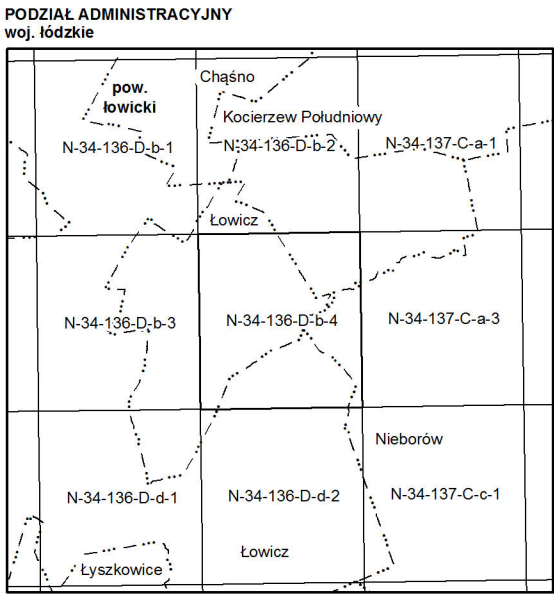 PODZIAŁ ADMINISTRACYJNY
woj. łódzkie
Chąśno
pow.
łowicki
Kocierzew Południowy
N-34-136-D-b-1
N-34-136-D-b-2
N-34-137-C-a-1
Łowicz
N-34-136-D-b-3
N-34-136-D-b-4
N-34-137-C-a-3
Nieborów
N-34-136-D-d-1
N-34-136-D-d-2
N-34-137-C-c-1
Łowicz
Łyszkowice